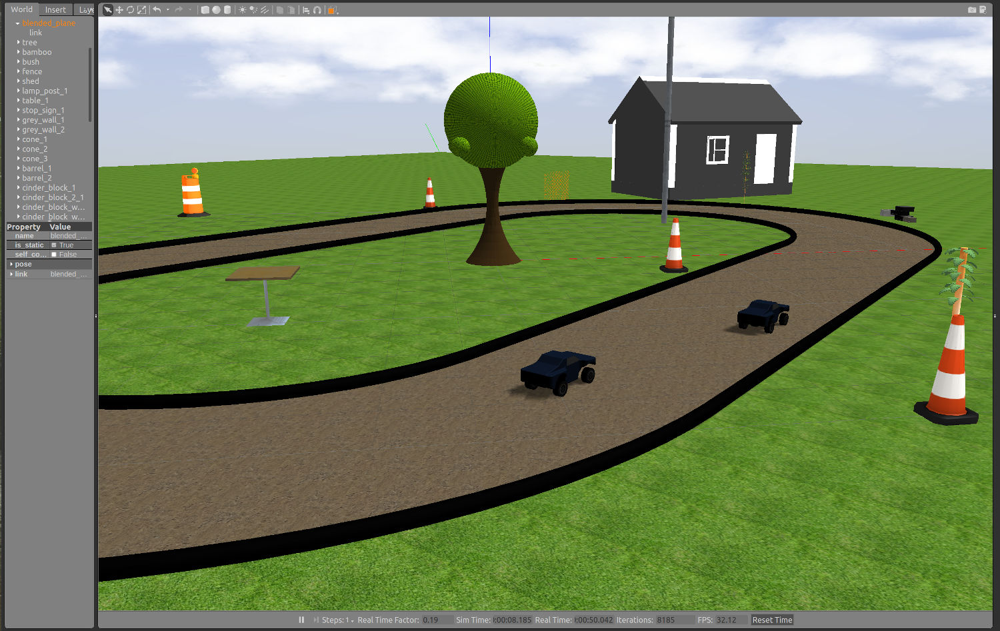 World Insert Laye
blended_plane
link
tree
bamboo
bush
fence
shed
lamp_post_1
table_1
stop_sign_1
grey_wall_1
grey_wall_2
cone_1
cone_2
cone_3
barrel_1
barrel_2
cinder_block_1
cinder_block_2_1
cinder_block_w...
cinder_block_w...
Property Value
name blended_...
is_static True
self_co... False
pose
link blended_...
Steps: 1 Real Time Factor: 0.19 Sim Time: 0:00:08.185 Real Time: 0:00:50.042 Iterations: 8185 FPS: 32.12 Reset Time